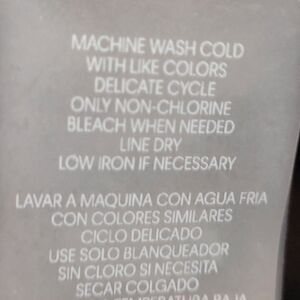 MACHINE WASH COLD
WITH LIKE COLORS
DELICATE CYCLE
ONLY NON-CHLORINE
BLEACH WHEN NEEDED
LINE DRY
LOW IRON IF NECESSARY
LAVAR A MAQUINA CON AGUA FRIA
CON COLORES SIMILARES
CICLO DELICADO
USE SOLO BLANQUEADOR
SIN CLORO SI NECESITA
SECAR COLGADO
TEMPERATURA BAJA